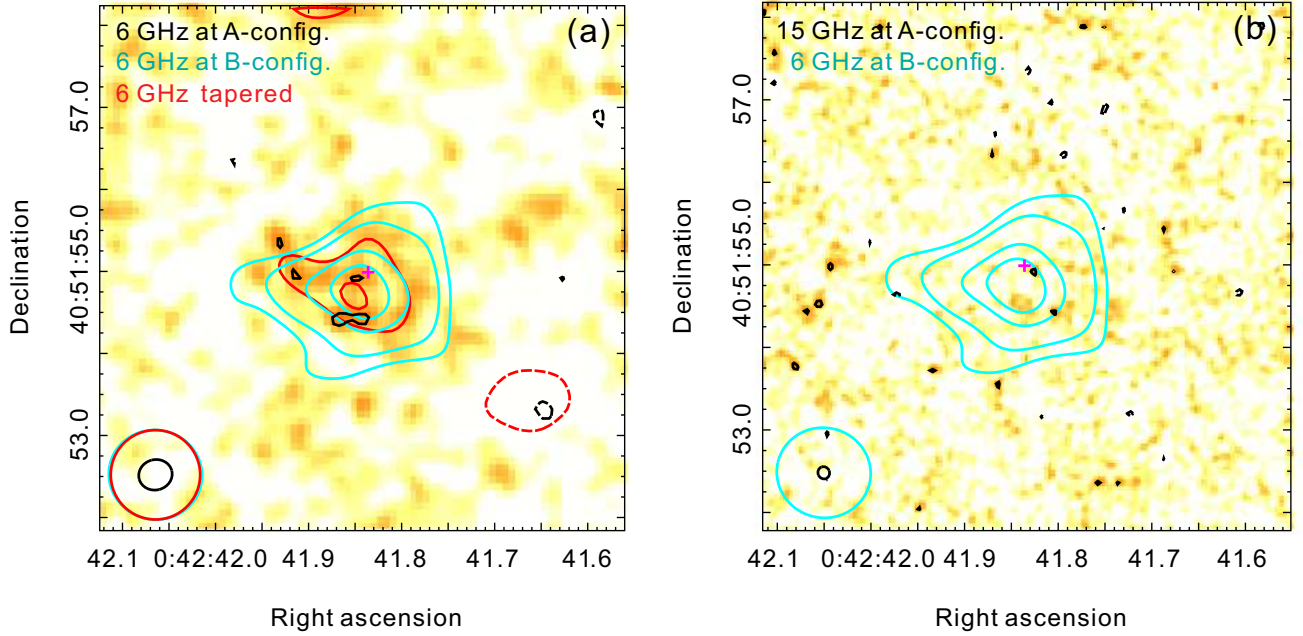 6 GHz at A-config.
(a)
6 GHz at B-config.
6 GHz tapered
57.0
40:51:55.0
53.0
Declination
42.1 0:42:42.0 41.9 41.8 41.7 41.6
Right ascension
15 GHz at A-config.
(b)
6 GHz at B-config.
57.0
40:51:55.0
53.0
Declination
42.1 0:42:42.0 41.9 41.8 41.7 41.6
Right ascension